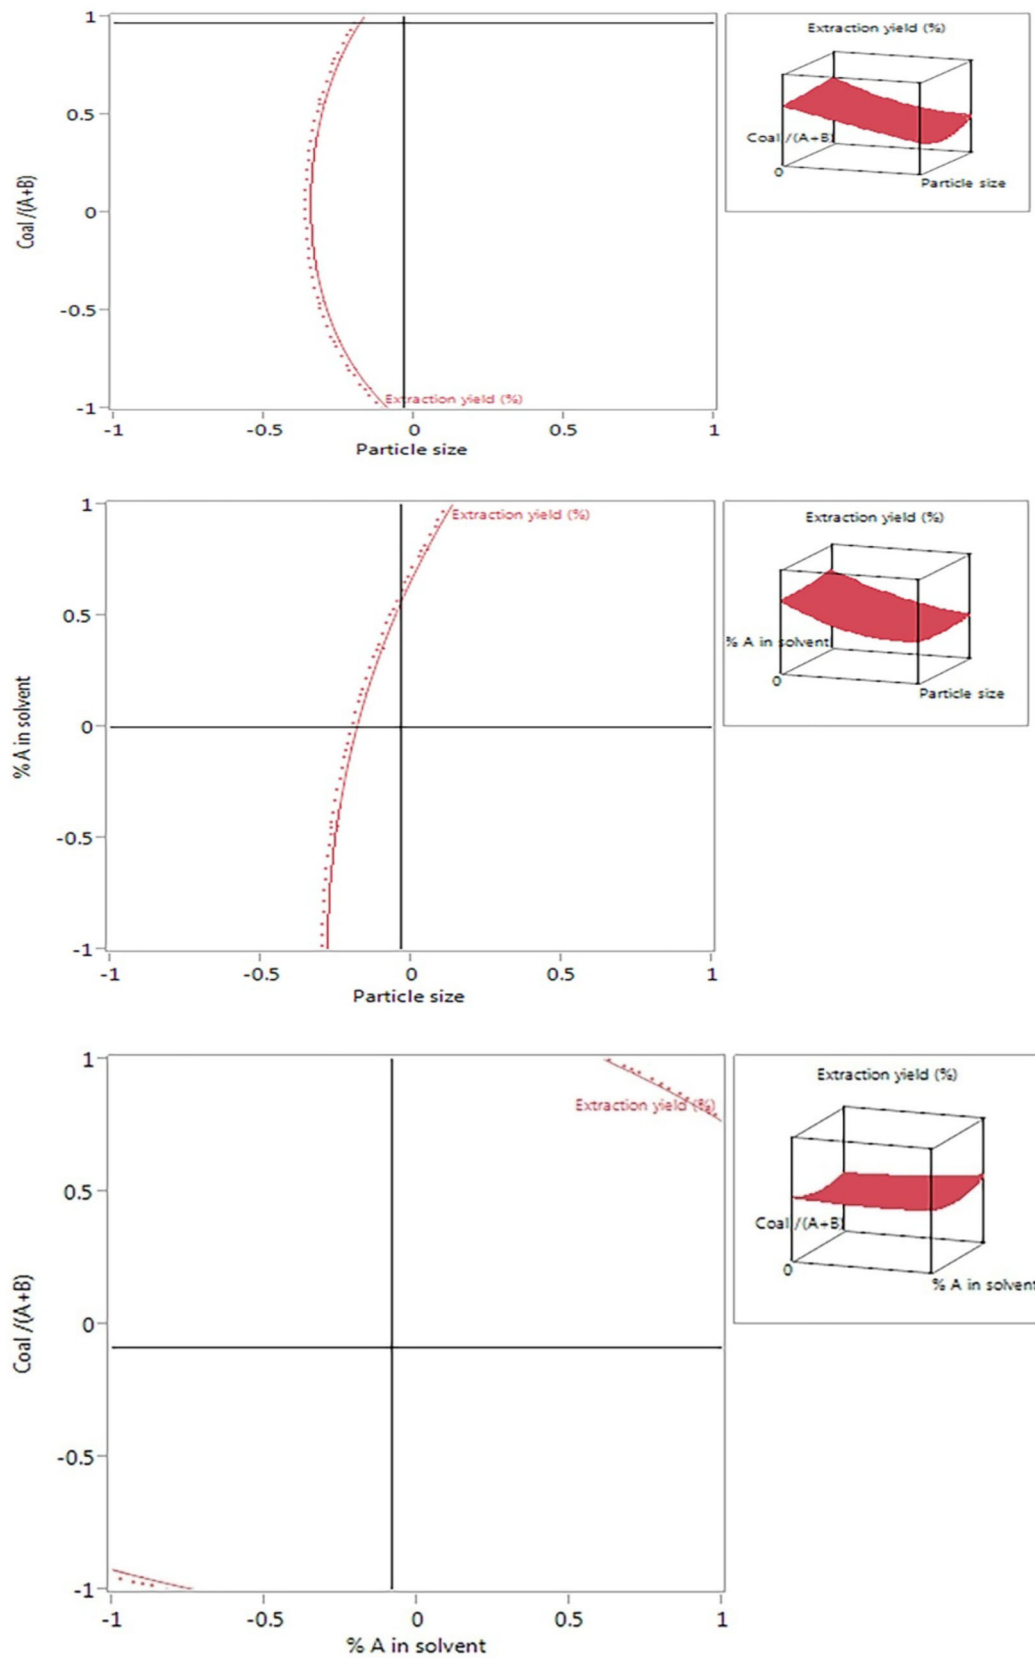 1
0.5
0
-0.5
-1
Coal /(A+B)
Extraction yield (%)
-1
-0.5
0
0.5
1
Particle size
Extraction yield (%)
Coal /(A+B)
0
Particle size
1
0.5
0
-0.5
-1
% A in solvent
Extraction yield (%)
-1
-0.5
0
0.5
1
Particle size
Extraction yield (%)
% A in solvent
0
Particle size
1
0.5
0
-0.5
-1
Coal /(A+B)
Extraction yield (%)
-1
-0.5
0
0.5
1
% A in solvent
Extraction yield (%)
Coal /(A+B)
0
% A in solvent